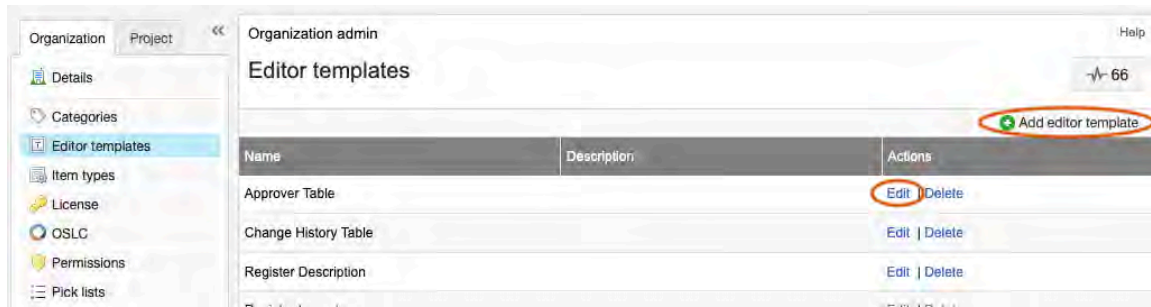 Organization Project «
Details
Categories
Editor templates
Item types
License
OSLC
Permissions
Pick lists
Organization admin Help
Editor templates 66
Add editor template
Name Description Actions
Approver Table Edit | Delete
Change History Table Edit | Delete
Register Description Edit | Delete